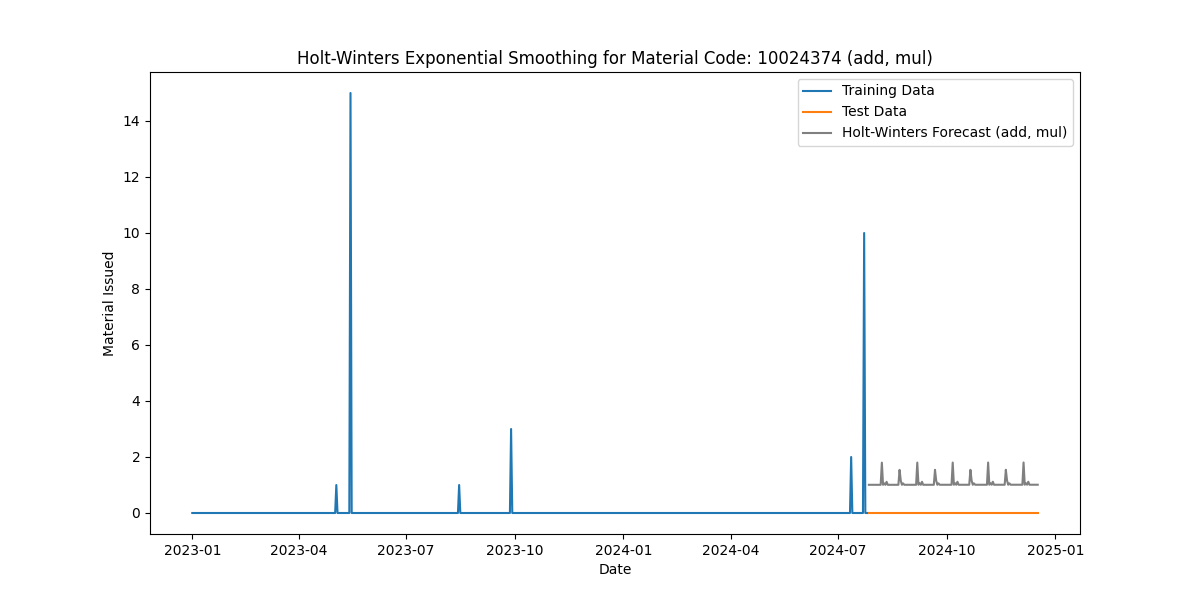 Holt-Winters Exponential Smoothing for Material Code: 10024374 (add, mul)
Training Data
Test Data
Holt-Winters Forecast (add, mul)
Material Issued
14
12
10
8
6
4
2
0
2023-01 2023-04 2023-07 2023-10 2024-01 2024-04 2024-07 2024-10 2025-01
Date